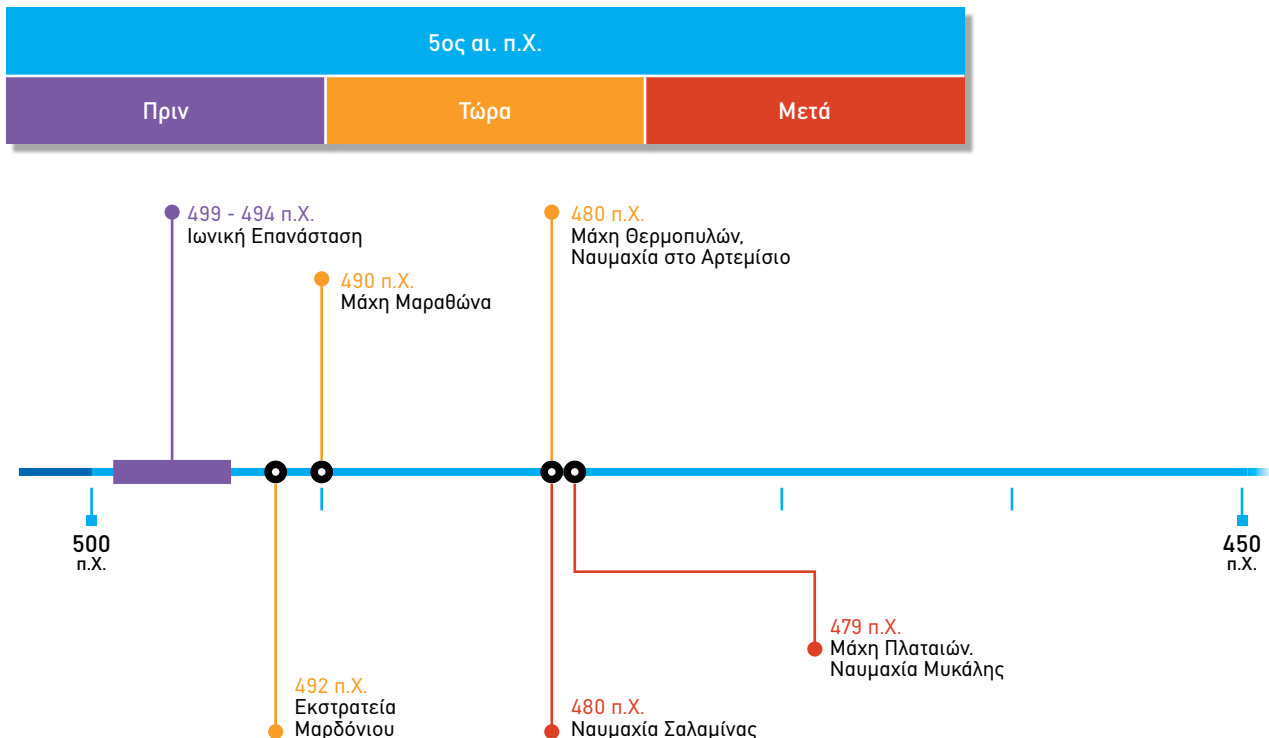 5ος αι. π.Χ.
Πριν
Τώρα
Μετά
499 - 494 π.Χ.
Ιωνική Επανάσταση
490 π.Χ.
Μάχη Μαραθώνα
480 π.Χ.
Μάχη Θερμοπυλών,
Ναυμαχία στο Αρτεμίσιο
500
π.Χ.
450
π.Χ.
492 π.Χ.
Εκστρατεία
Μαρδόνιου
480 π.Χ.
Ναυμαχία Σαλαμίνας
479 π.Χ.
Μάχη Πλαταιών.
Ναυμαχία Μυκάλης